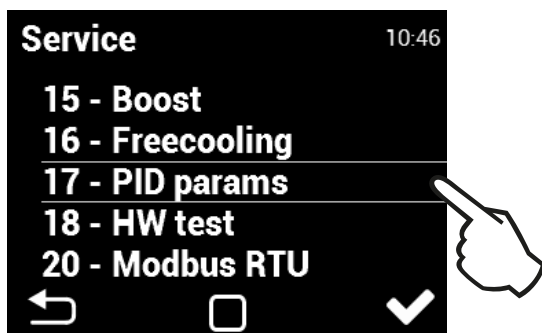 Service
10:46
15 - Boost
16 - Freecooling
17 - PID params
18 - HW test
20 - Modbus RTU